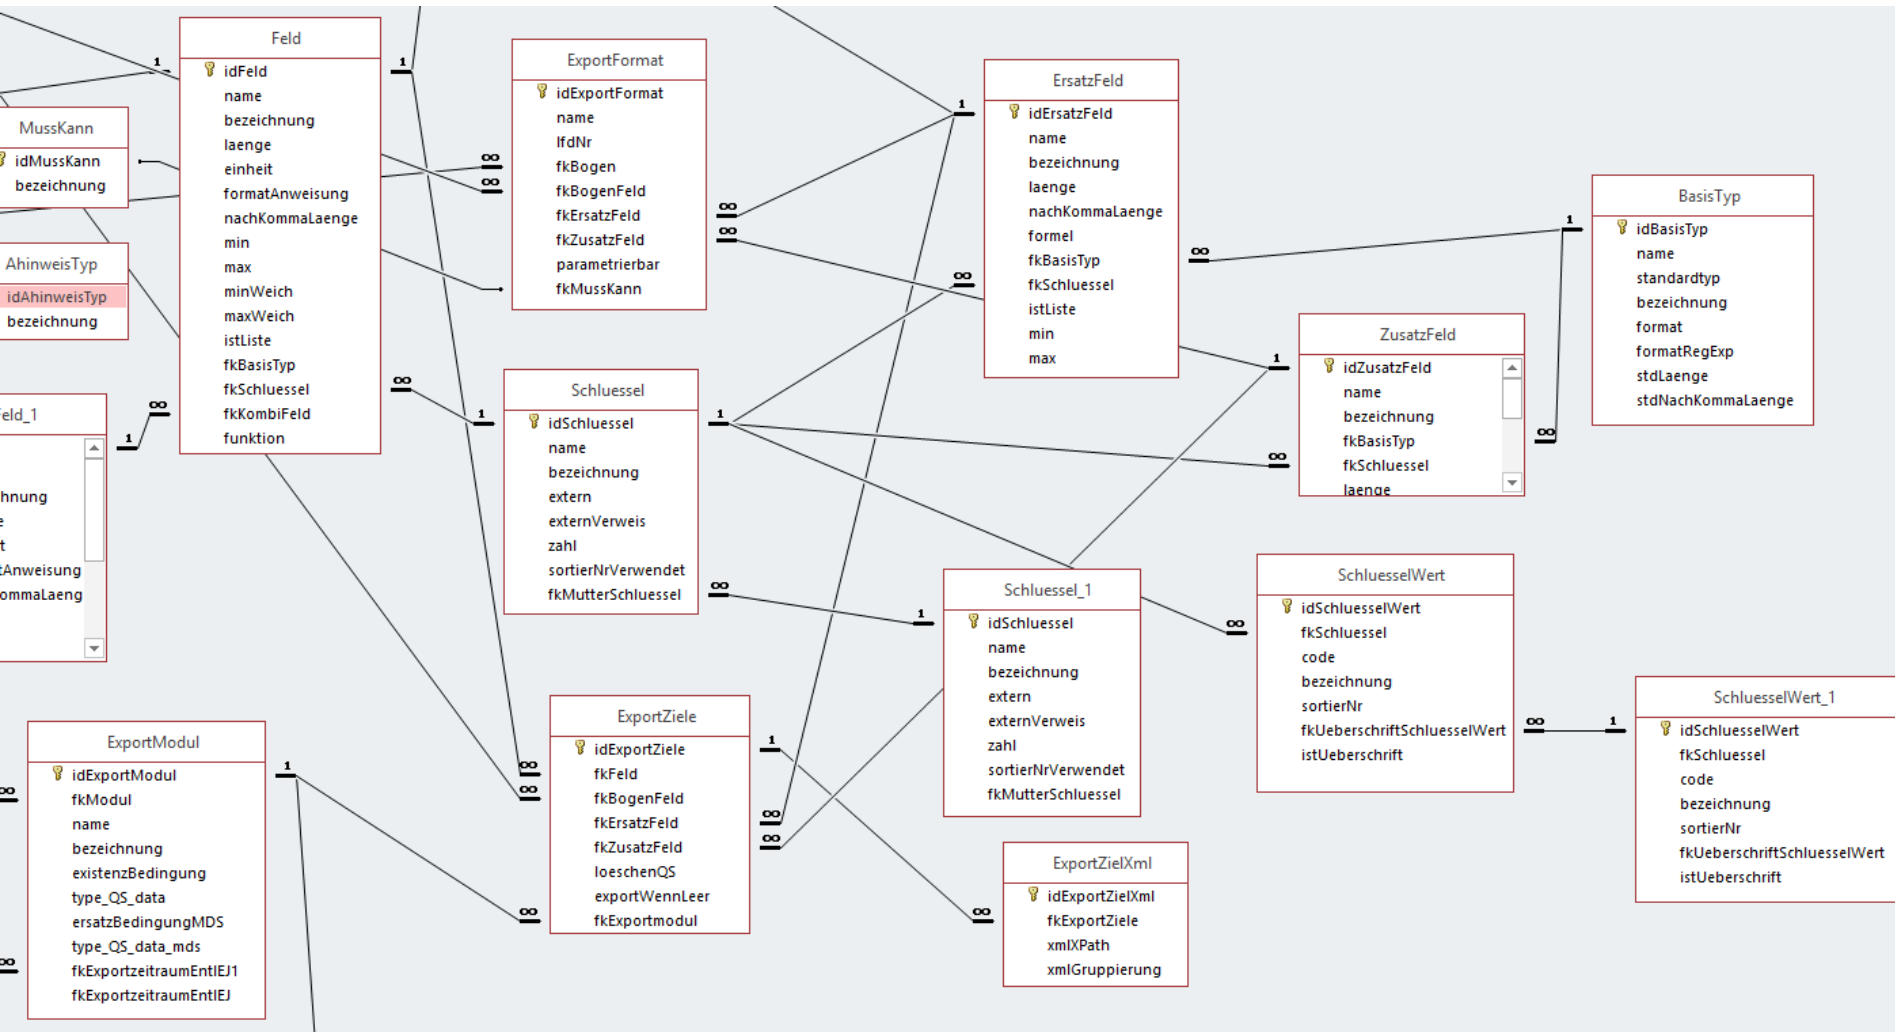 Feld
idFeld
name
bezeichnung
laenge
einheit
formatAnweisung
nachKommaLaenge
min
max
minWeich
maxWeich
istListe
fkBasisTyp
fkSchluessel
fkKombiFeld
funktion
MussKann
idMussKann
bezeichnung
AhinweisTyp
idAhinweisTyp
bezeichnung
eld_1
hnung
e
t
tAnweisung
ommaLaeng
ExportFormat
idExportFormat
name
lfdNr
fkBogen
fkBogenFeld
fkErsatzFeld
fkZusatzFeld
parametrierbar
fkMussKann
ErsatzFeld
idErsatzFeld
name
bezeichnung
laenge
nachKommaLaenge
formel
fkBasisTyp
fkSchluessel
istListe
min
max
BasisTyp
idBasisTyp
name
standardtyp
bezeichnung
format
formatRegExp
stdLaenge
stdNachKommaLaenge
ZusatzFeld
idZusatzFeld
name
bezeichnung
fkBasisTyp
fkSchluessel
laenge
Schluessel
idSchluessel
name
bezeichnung
extern
externVerweis
zahl
sortierNrVerwendet
fkMutterSchluessel
Schluessel_1
idSchluessel
name
bezeichnung
extern
externVerweis
zahl
sortierNrVerwendet
fkMutterSchluessel
SchluesselWert
idSchluesselWert
fkSchluessel
code
bezeichnung
sortierNr
fkUeberschriftSchluesselWert
istUeberschrift
SchluesselWert_1
idSchluesselWert
fkSchluessel
code
bezeichnung
sortierNr
fkUeberschriftSchluesselWert
istUeberschrift
ExportModul
idExportModul
fkModul
name
bezeichnung
existenzBedingung
type_QS_data
ersatzBedingungMDS
type_QS_data_mds
fkExportzeitraumEntlEJ1
fkExportzeitraumEntlEJ
ExportZiele
idExportZiele
fkFeld
fkBogenFeld
fkErsatzFeld
fkZusatzFeld
loeschenQS
exportWennLeer
fkExportmodul
ExportZielXml
idExportZielXml
fkExportZiele
xmlXPath
xmlGruppierung